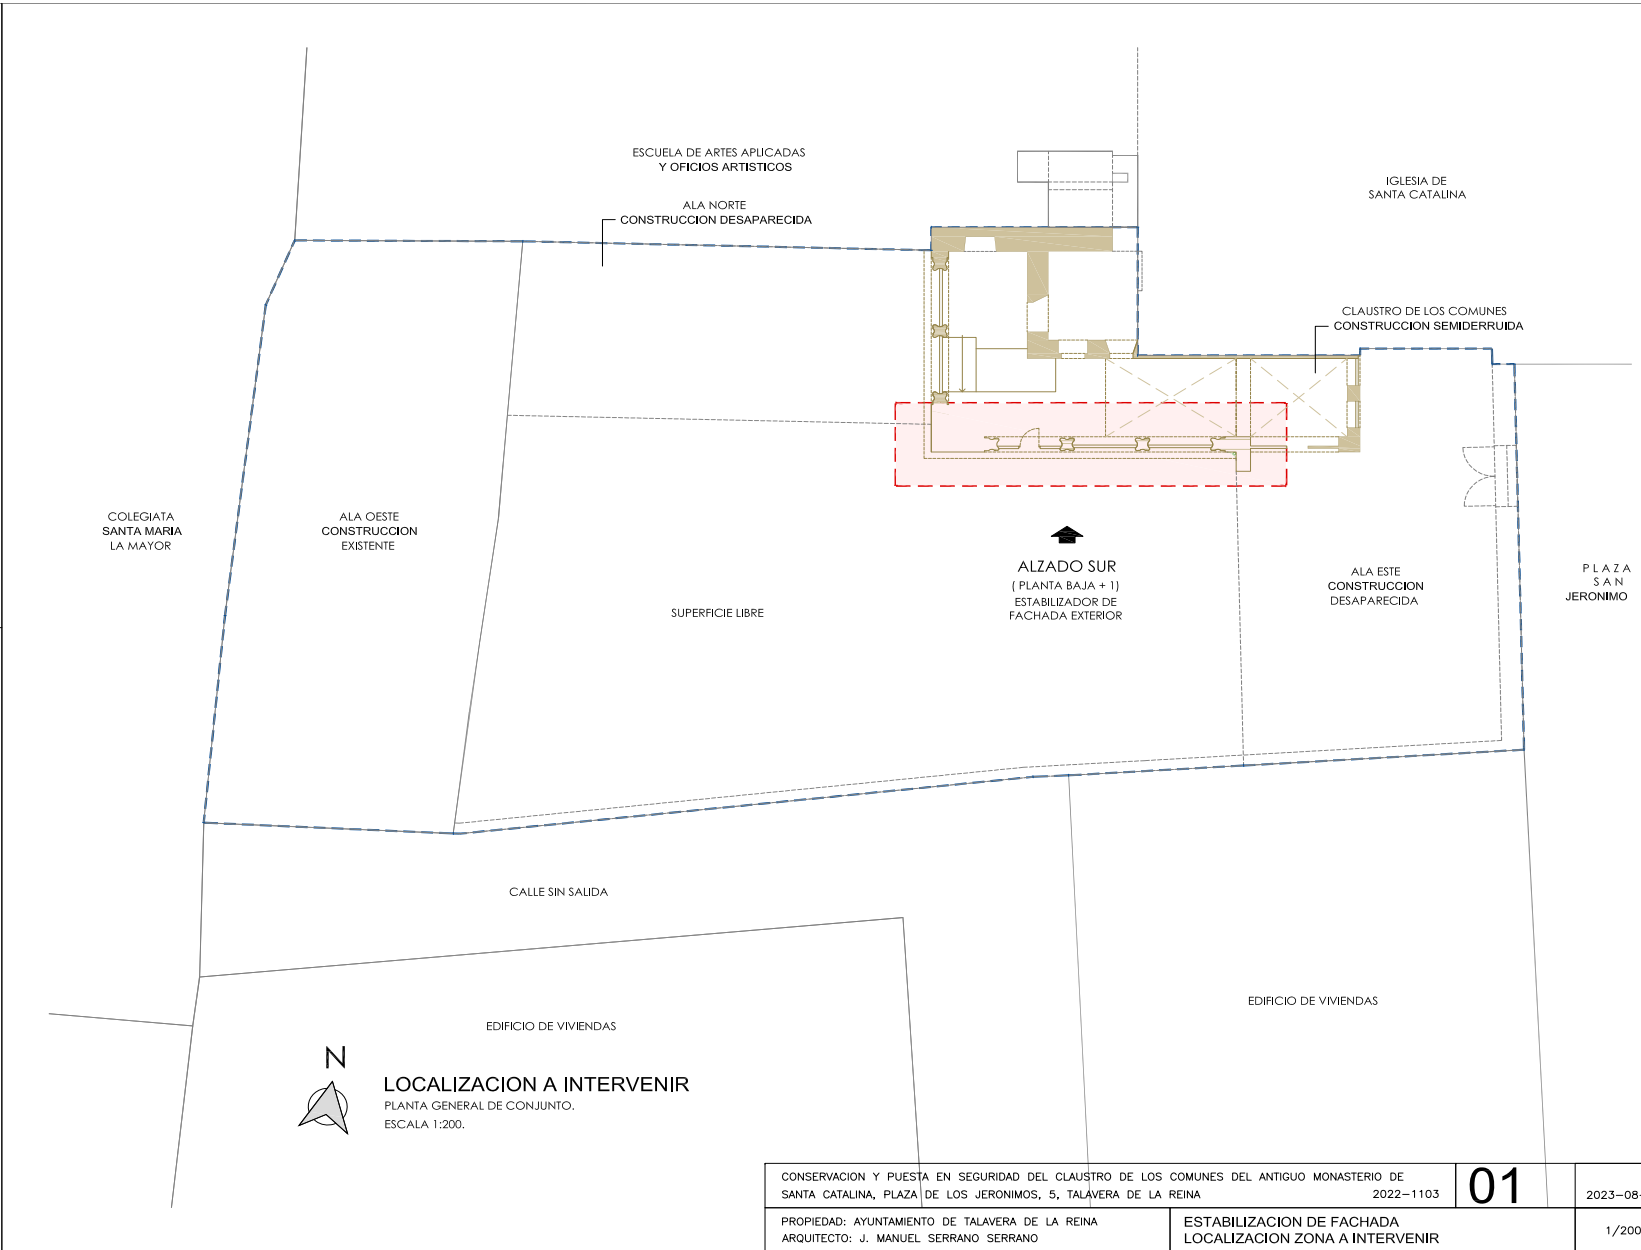 ESCUELA DE ARTES APLICADAS
Y OFICIOS ARTISTICOS
ALA NORTE
CONSTRUCCION DESAPARECIDA
IGLESIA DE
SANTA CATALINA
CLAUSTRO DE LOS COMUNES
CONSTRUCCION SEMIDERRUIDA
COLEGIATA
SANTA MARIA
LA MAYOR
ALA OESTE
CONSTRUCCION
EXISTENTE
SUPERFICIE LIBRE
ALZADO SUR
( PLANTA BAJA + 1)
ESTABILIZADOR DE
FACHADA EXTERIOR
ALA ESTE
CONSTRUCCION
DESAPARECIDA
PLAZA
SAN
JERONIMO
CALLE SIN SALIDA
EDIFICIO DE VIVIENDAS
EDIFICIO DE VIVIENDAS
N
LOCALIZACION A INTERVENIR
PLANTA GENERAL DE CONJUNTO.
ESCALA 1:200.
CONSERVACION Y PUESTA EN SEGURIDAD DEL CLAUSTRO DE LOS COMUNES DEL ANTIGUO MONASTERIO DE
SANTA CATALINA, PLAZA DE LOS JERONIMOS, 5, TALAVERA DE LA REINA 2022-1103
01
2023-08-
PROPIEDAD: AYUNTAMIENTO DE TALAVERA DE LA REINA
ARQUITECTO: J. MANUEL SERRANO SERRANO
ESTABILIZACION DE FACHADA
LOCALIZACION ZONA A INTERVENIR
1/200